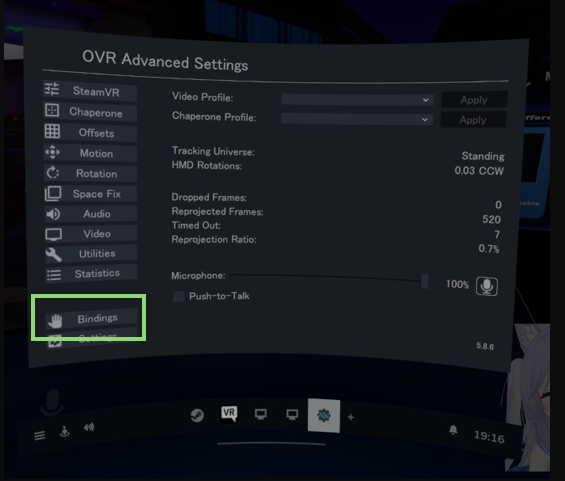 OVR Advanced Settings
SteamVR
Chaperone
Offsets
Motion
Rotation
Space Fix
Audio
Video
Utilities
Statistics
Bindings
Settings
Video Profile:
Apply
Chaperone Profile:
Apply
Tracking Universe:
Standing
HMD Rotations:
0.03 CCW
Dropped Frames:
0
Reprojected Frames:
520
Timed Out:
7
Reprojection Ratio:
0.7%
Microphone:
100%
Push-to-Talk
5.8.6
VR
+
19:16